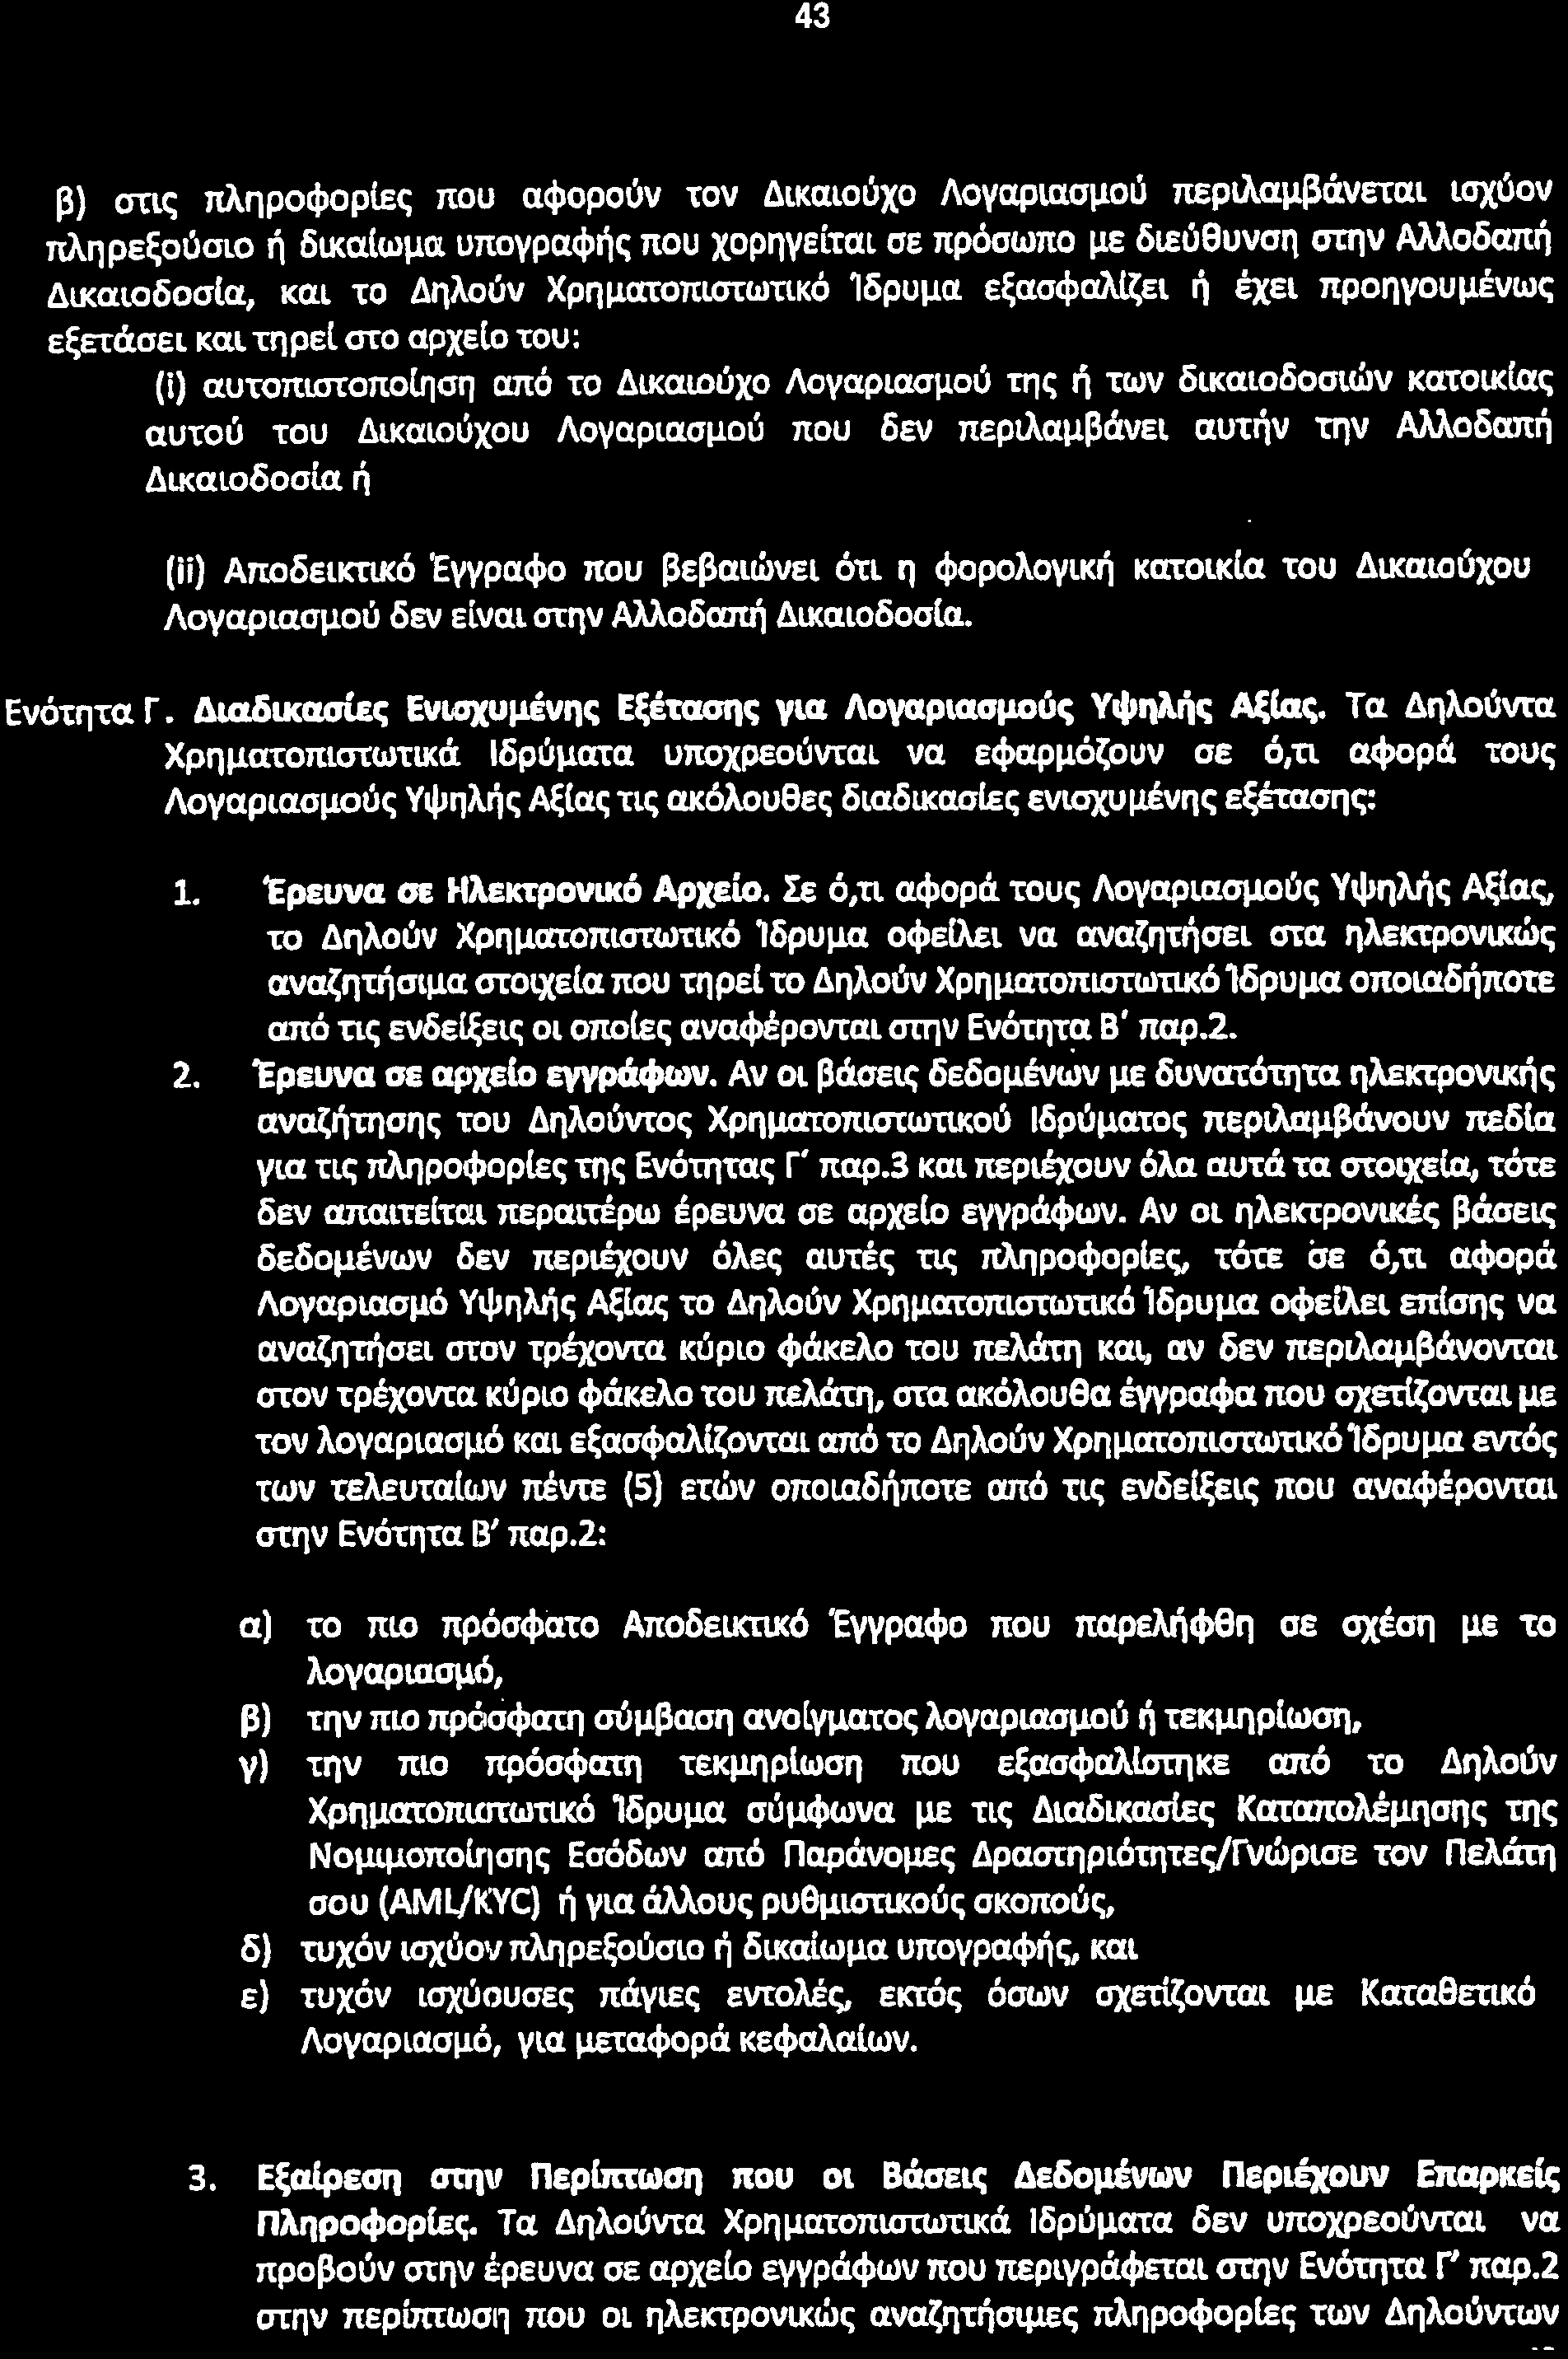 43
β) στις πληροφορίες που αφορούν τον Δικαιούχο Λογαριασμού περιλαμβάνεται ισχύον
πληρεξούσιο ή δικαίωμα υπογραφής που χορηγείται σε πρόσωπο με διεύθυνση στην Αλλοδαπή
Δικαιοδοσία, και το Δηλούν Χρηματοπιστωτικό Ίδρυμα εξασφαλίζει ή έχει προηγουμένως
εξετάσει και τηρεί στο αρχείο του:
(i) αυτοπιστοποίηση από το Δικαιούχο Λογαριασμού της ή των δικαιοδοσιών κατοικίας
αυτού του Δικαιούχου Λογαριασμού που δεν περιλαμβάνει αυτήν την Αλλοδαπή
Δικαιοδοσία ή
(ii) Αποδεικτικό Έγγραφο που βεβαιώνει ότι η φορολογική κατοικία του Δικαιούχου
Λογαριασμού δεν είναι στην Αλλοδαπή Δικαιοδοσία.
Ενότητα Γ. Διαδικασίες Ενισχυμένης Εξέτασης για Λογαριασμούς Υψηλής Αξίας. Τα Δηλούντα
Χρηματοπιστωτικά Ιδρύματα υποχρεούνται να εφαρμόζουν σε ό,τι αφορά τους
Λογαριασμούς Υψηλής Αξίας τις ακόλουθες διαδικασίες ενισχυμένης εξέτασης:
1. Έρευνα σε Ηλεκτρονικό Αρχείο. Σε ό,τι αφορά τους Λογαριασμούς Υψηλής Αξίας,
το Δηλούν Χρηματοπιστωτικό Ίδρυμα οφείλει να αναζητήσει στα ηλεκτρονικώς
αναζητήσιμα στοιχεία που τηρεί το Δηλούν Χρηματοπιστωτικό Ίδρυμα οποιαδήποτε
από τις ενδείξεις οι οποίες αναφέρονται στην Ενότητα Β' παρ.2.
2. Έρευνα σε αρχείο εγγράφων. Αν οι βάσεις δεδομένων με δυνατότητα ηλεκτρονικής
αναζήτησης του Δηλούντος Χρηματοπιστωτικού Ιδρύματος περιλαμβάνουν πεδία
για τις πληροφορίες της Ενότητας Γ' παρ.3 και περιέχουν όλα αυτά τα στοιχεία, τότε
δεν απαιτείται περαιτέρω έρευνα σε αρχείο εγγράφων. Αν οι ηλεκτρονικές βάσεις
δεδομένων δεν περιέχουν όλες αυτές τις πληροφορίες, τότε σε ό,τι αφορά
Λογαριασμό Υψηλής Αξίας το Δηλούν Χρηματοπιστωτικό Ίδρυμα οφείλει επίσης να
αναζητήσει στον τρέχοντα κύριο φάκελο του πελάτη και, αν δεν περιλαμβάνονται
στον τρέχοντα κύριο φάκελο του πελάτη, στα ακόλουθα έγγραφα που σχετίζονται με
τον λογαριασμό και εξασφαλίζονται από το Δηλούν Χρηματοπιστωτικό Ίδρυμα εντός
των τελευταίων πέντε (5) ετών οποιαδήποτε από τις ενδείξεις που αναφέρονται
στην Ενότητα Β' παρ.2:
α) το πιο πρόσφατο Αποδεικτικό Έγγραφο που παρελήφθη σε σχέση με το
λογαριασμό,
β) την πιο πρόσφατη σύμβαση ανοίγματος λογαριασμού ή τεκμηρίωση,
γ) την πιο πρόσφατη τεκμηρίωση που εξασφαλίστηκε από το Δηλούν
Χρηματοπιστωτικό Ίδρυμα σύμφωνα με τις Διαδικασίες Καταπολέμησης της
Νομιμοποίησης Εσόδων από Παράνομες Δραστηριότητες/Γνώρισε τον Πελάτη
σου (AML/KYC) ή για άλλους ρυθμιστικούς σκοπούς,
δ) τυχόν ισχύον πληρεξούσιο ή δικαίωμα υπογραφής, και
ε) τυχόν ισχύουσες πάγιες εντολές, εκτός όσων σχετίζονται με Καταθετικό
Λογαριασμό, για μεταφορά κεφαλαίων.
3. Εξαίρεση στην Περίπτωση που οι Βάσεις Δεδομένων Περιέχουν Επαρκείς
Πληροφορίες. Τα Δηλούντα Χρηματοπιστωτικά Ιδρύματα δεν υποχρεούνται να
προβούν στην έρευνα σε αρχείο εγγράφων που περιγράφεται στην Ενότητα Γ' παρ.2
στην περίπτωση που οι ηλεκτρονικώς αναζητήσιμες πληροφορίες των Δηλούντων